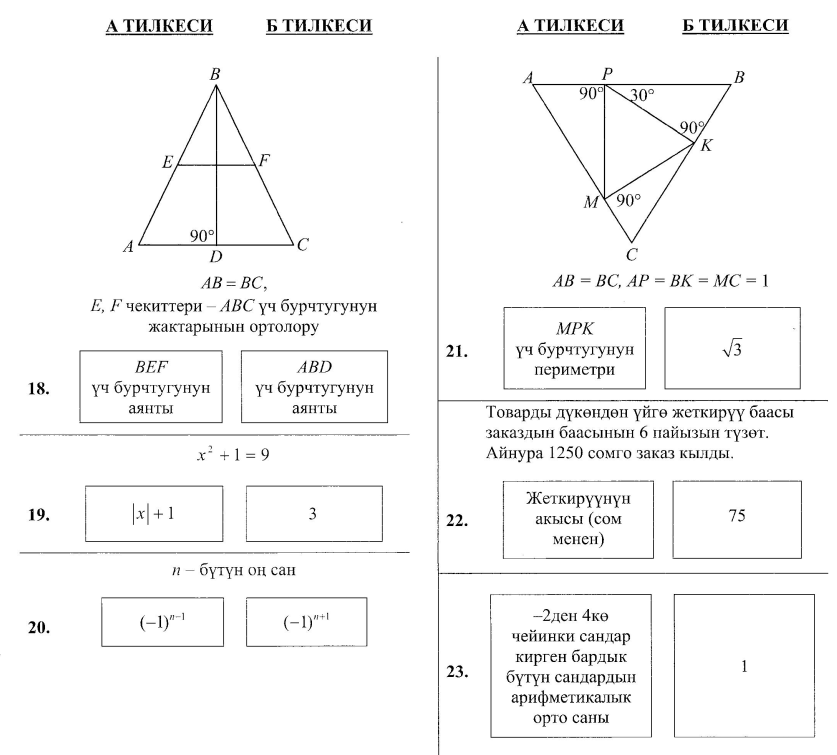 А ТИЛКЕСИ Б ТИЛКЕСИ
B
E F
90°
A D C
AB = BC,
E, F чекиттери – ABC үч бурчтугунун
жактарынын ортолору
18.
BEF
үч бурчтугунун
аянты
ABD
үч бурчтугунун
аянты
x² + 1 = 9
19.
|x| + 1
3
n – бүтүн оң сан
20.
(−1)ⁿ⁻¹
(−1)ⁿ⁺¹
А ТИЛКЕСИ Б ТИЛКЕСИ
A P B
90° 30°
90°
K
M 90°
C
AB = BC, AP = BK = MC = 1
21.
MPK
үч бурчтугунун
периметри
√3
Товарды дүкөндөн үйгө жеткирүү баасы
заказдын баасынын 6 пайызын түзөт.
Айнура 1250 сомго заказ кылды.
22.
Жеткирүүнүн
акысы (сом
менен)
75
23.
–2ден 4кө
чейинки сандар
кирген бардык
бүтүн сандардын
арифметикалык
орто саны
1